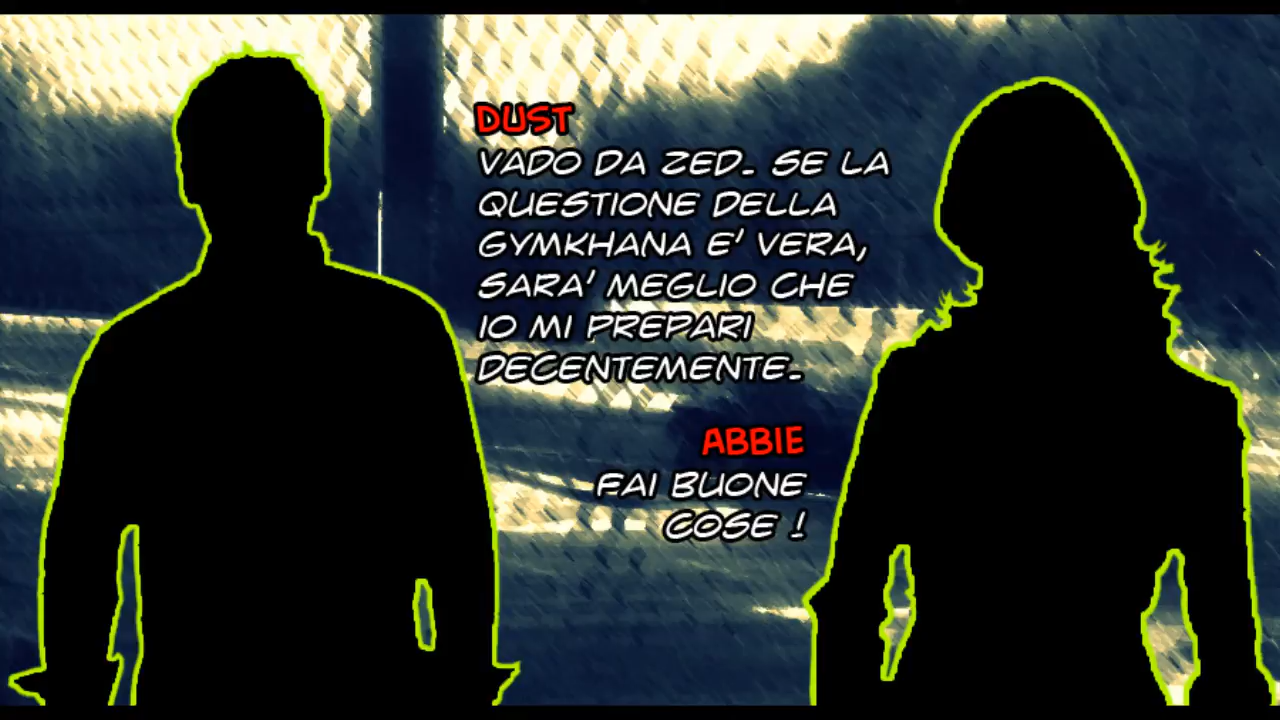 DUST
VADO DA ZED. SE LA
QUESTIONE DELLA
GYMKHANA E' VERA,
SARA' MEGLIO CHE
IO MI PREPARI
DECENTEMENTE.
ABBIE
FAI BUONE
COSE !